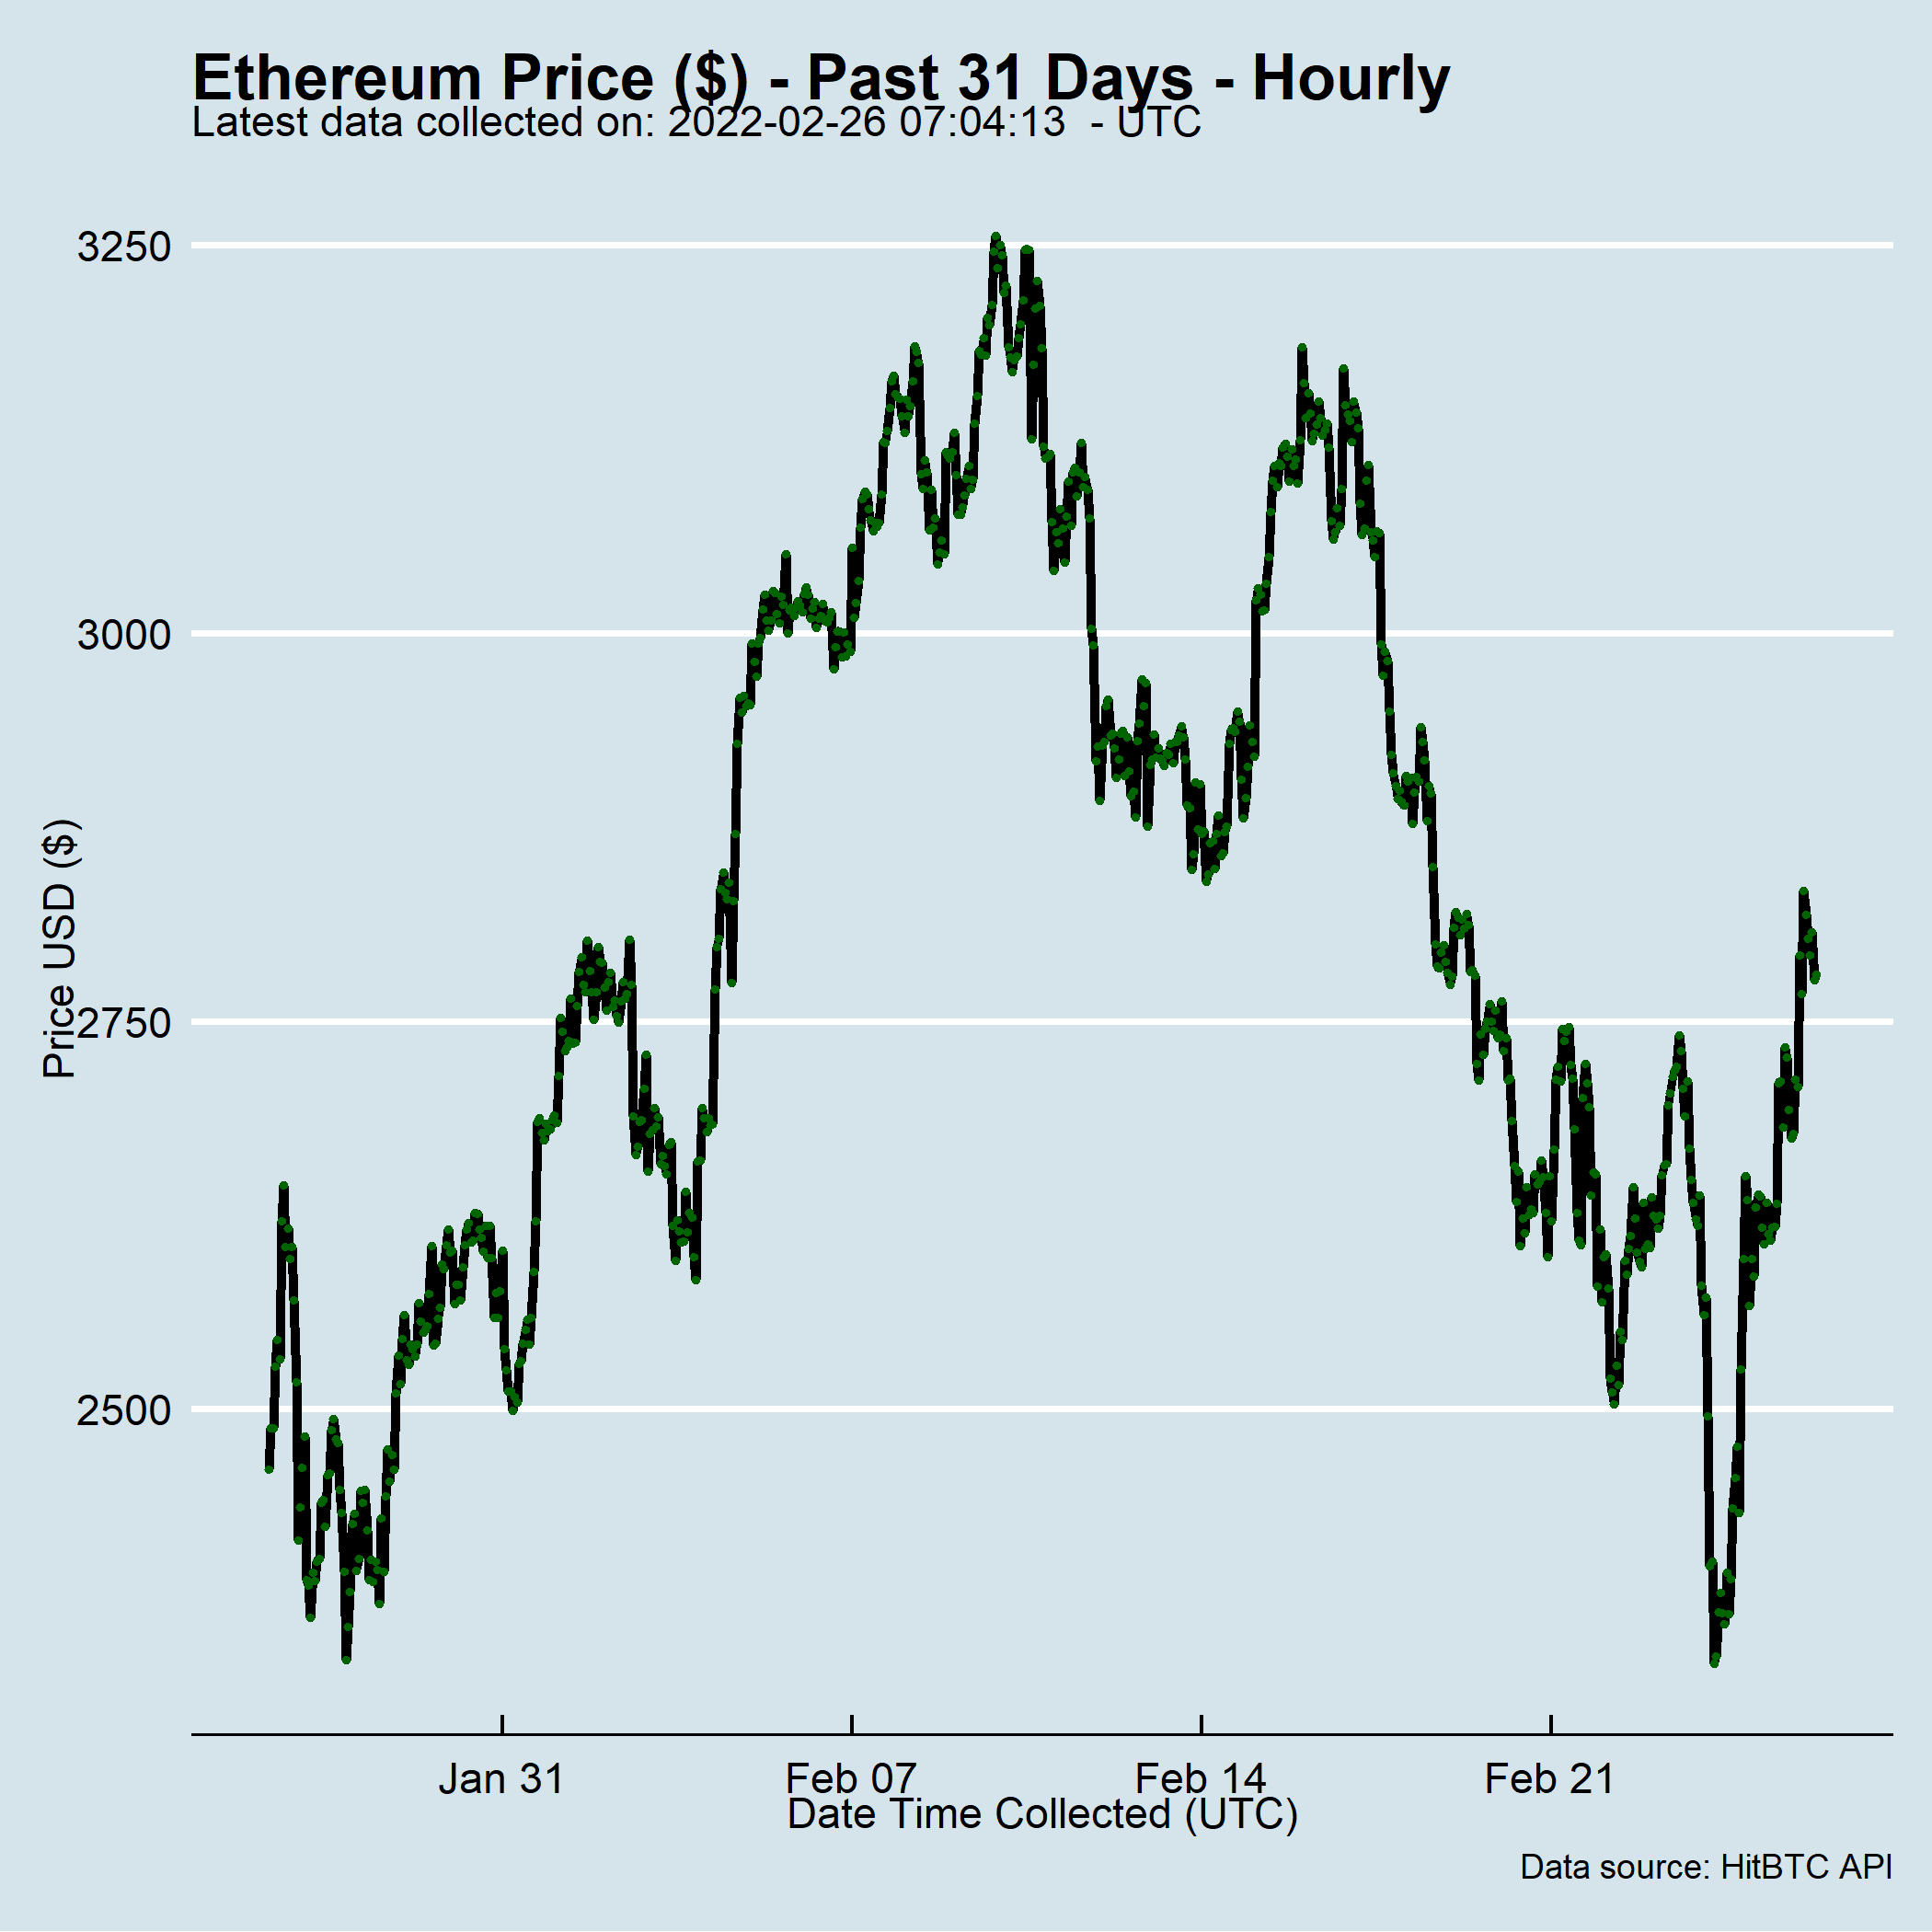 Ethereum Price ($) - Past 31 Days - Hourly
Latest data collected on: 2022-02-26 07:04:13  - UTC
3250
3000
2750
2500
Price USD ($)
Jan 31
Feb 07
Feb 14
Feb 21
Date Time Collected (UTC)
Data source: HitBTC API